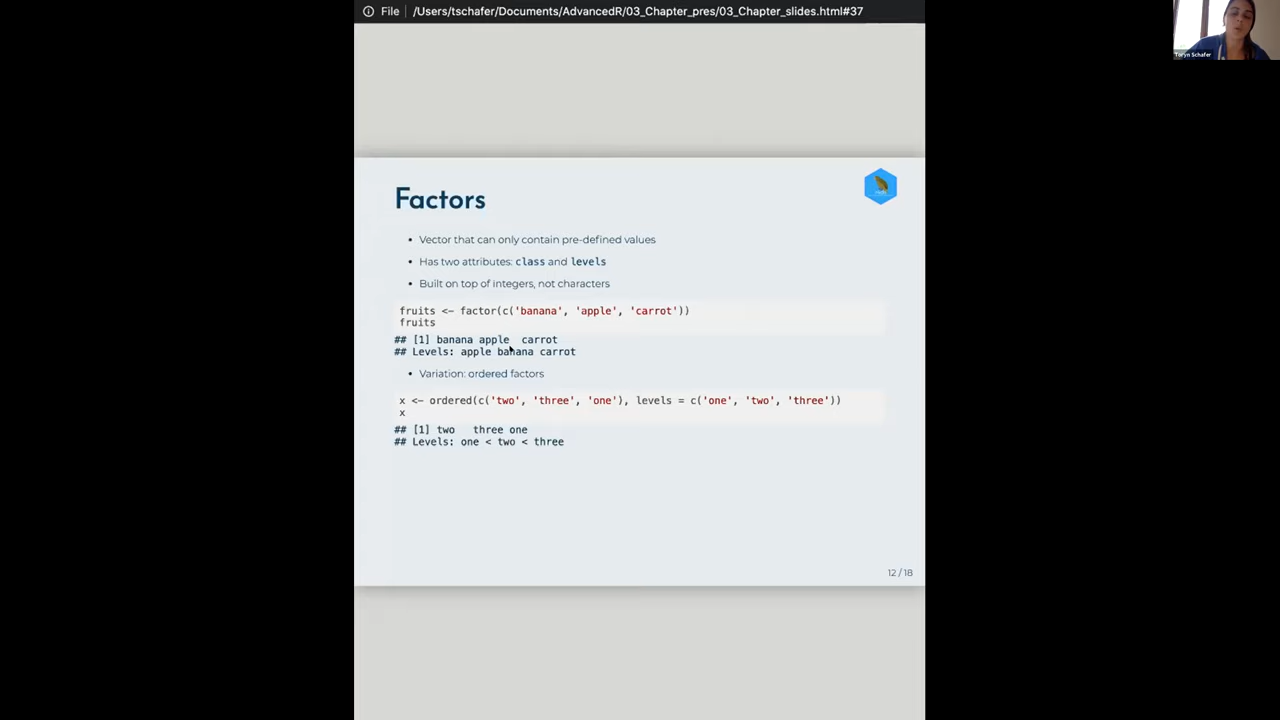 File /Users/tschafer/Documents/AdvancedR/03_Chapter_pres/03_Chapter_slides.html#37
Toryn Schafer
Factors
• Vector that can only contain pre-defined values
• Has two attributes: class and levels
• Built on top of integers, not characters
fruits <- factor(c('banana', 'apple', 'carrot'))
fruits
## [1] banana apple  carrot
## Levels: apple banana carrot
• Variation: ordered factors
x <- ordered(c('two', 'three', 'one'), levels = c('one', 'two', 'three'))
x
## [1] two   three one
## Levels: one < two < three
12 / 18